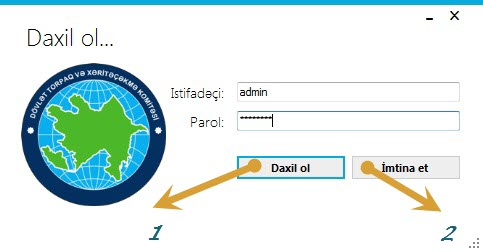 Daxil ol...
DÖVLƏT TORPAQ VƏ XƏRİTƏÇƏKMƏ KOMİTƏSİ
İstifadəçi: admin
Parol: ********
Daxil ol İmtina et
1 2